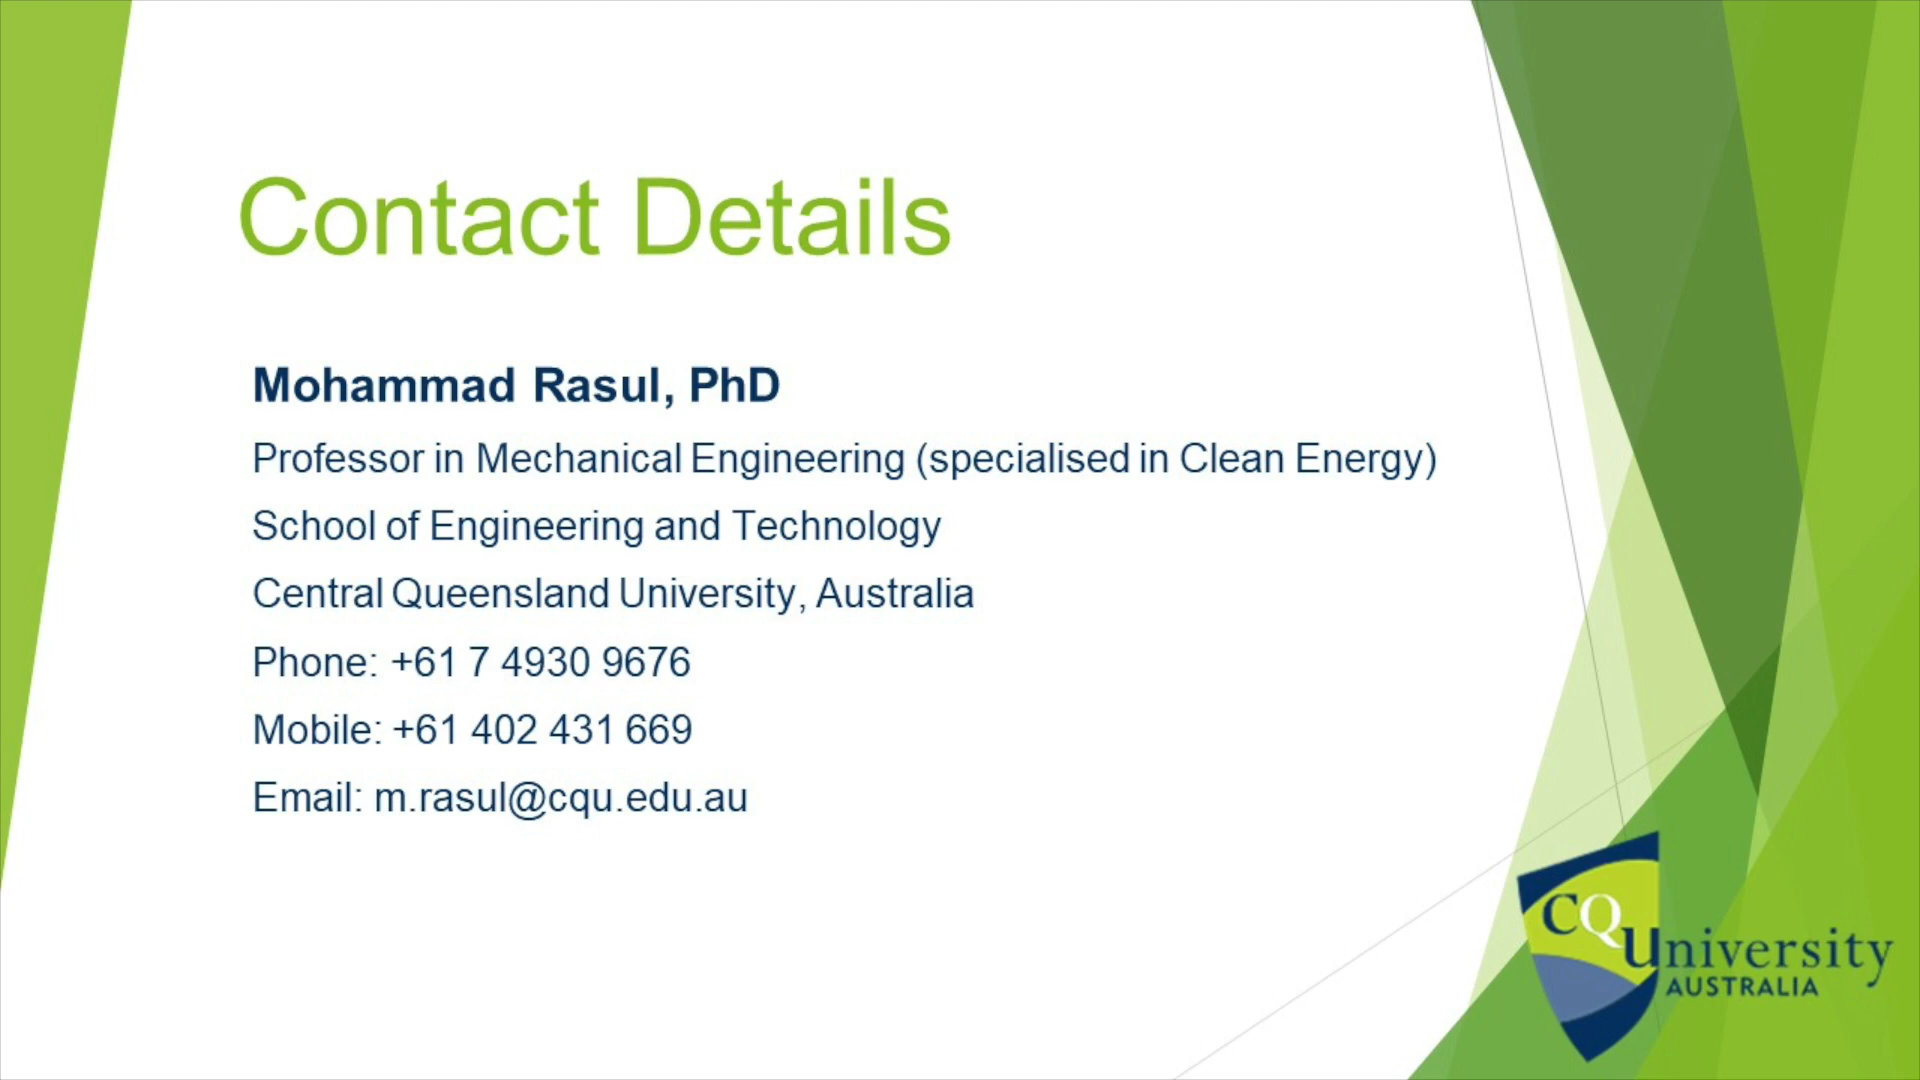 Contact Details
Mohammad Rasul, PhD
Professor in Mechanical Engineering (specialised in Clean Energy)
School of Engineering and Technology
Central Queensland University, Australia
Phone: +61 7 4930 9676
Mobile: +61 402 431 669
Email: m.rasul@cqu.edu.au
CQUniversity
AUSTRALIA